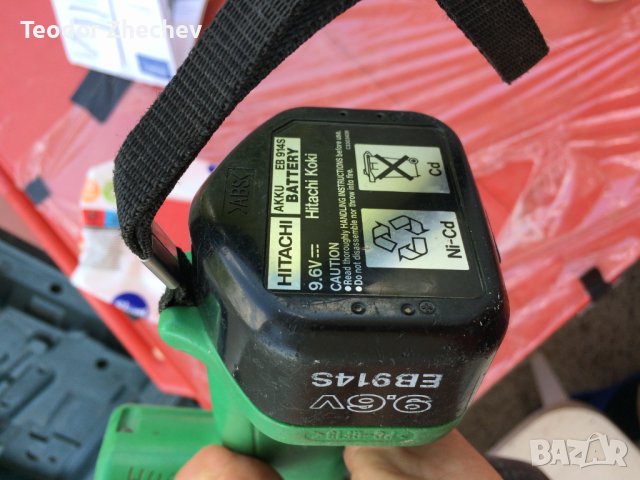 Teodor Zhechev
HITACHI
AKKU EB 914S
BATTERY
9.6V
Hitachi Koki
CAUTION
● Read thoroughly HANDLING INSTRUCTIONS before use.
● Do not disassemble nor throw into fire.
Cd
Ni-Cd
9.6V
EB914S
BAZAR